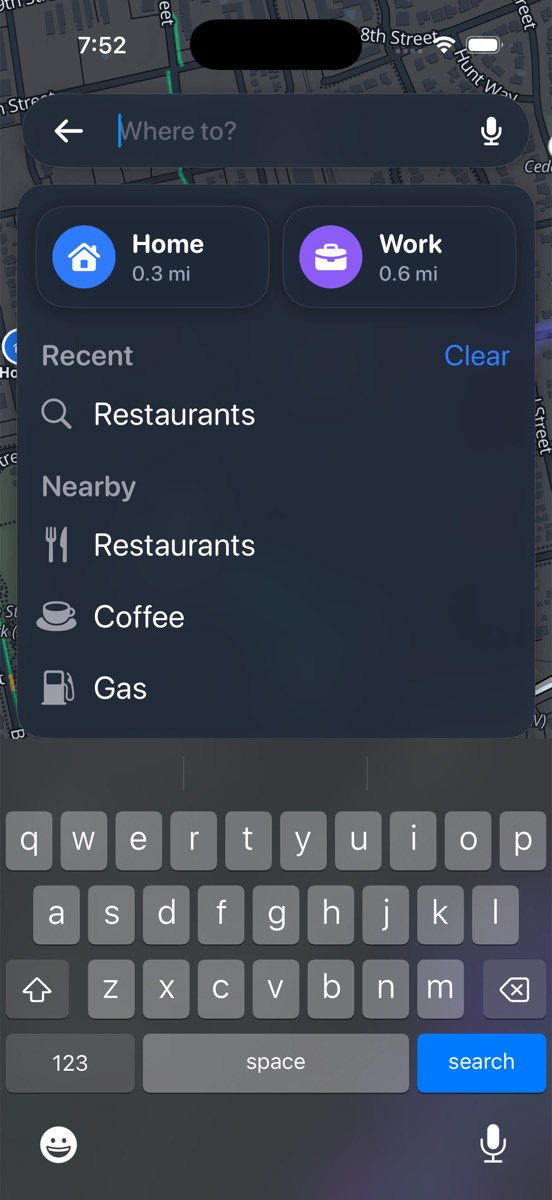 7:52
8th Street
Hunt Way
Where to?
Home
0.3 mi
Work
0.6 mi
Recent
Clear
Restaurants
Nearby
Restaurants
Coffee
Gas
q w e r t y u i o p
a s d f g h j k l
z x c v b n m
123
space
search